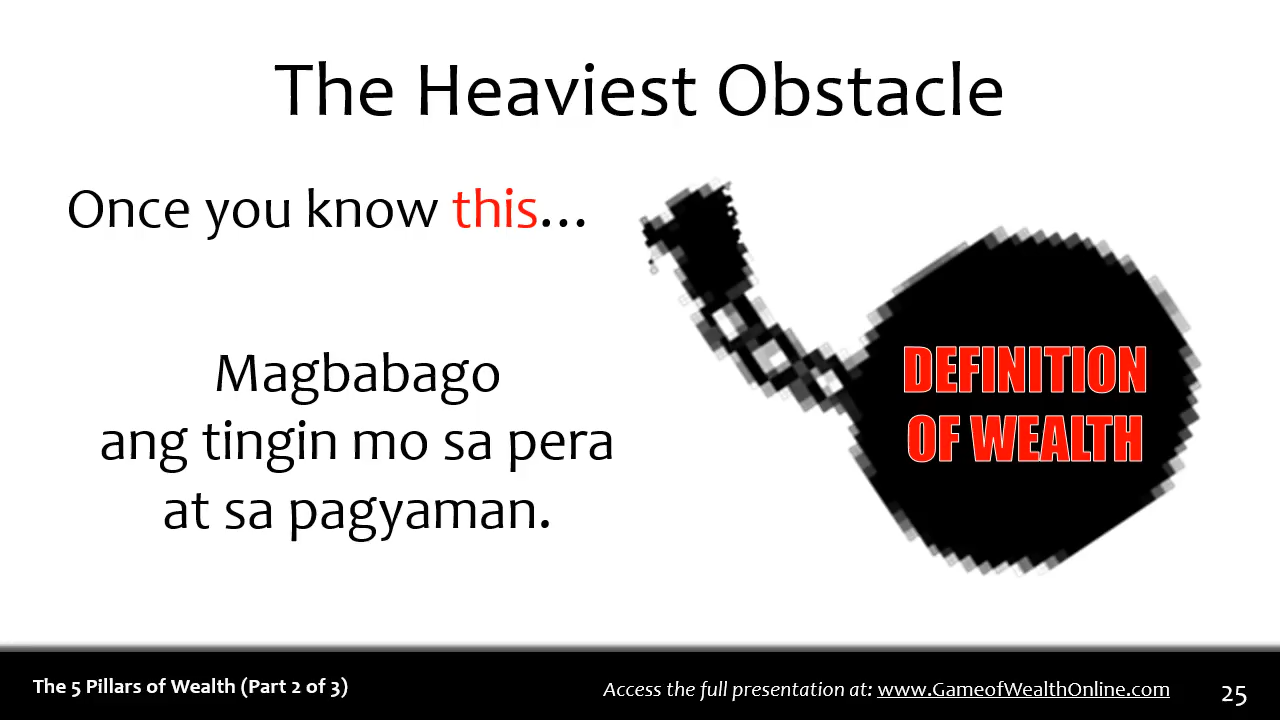 The Heaviest Obstacle
Once you know this...
Magbabago
ang tingin mo sa pera
at sa pagyaman.
DEFINITION
OF WEALTH
The 5 Pillars of Wealth (Part 2 of 3)
Access the full presentation at: www.GameofWealthOnline.com
25